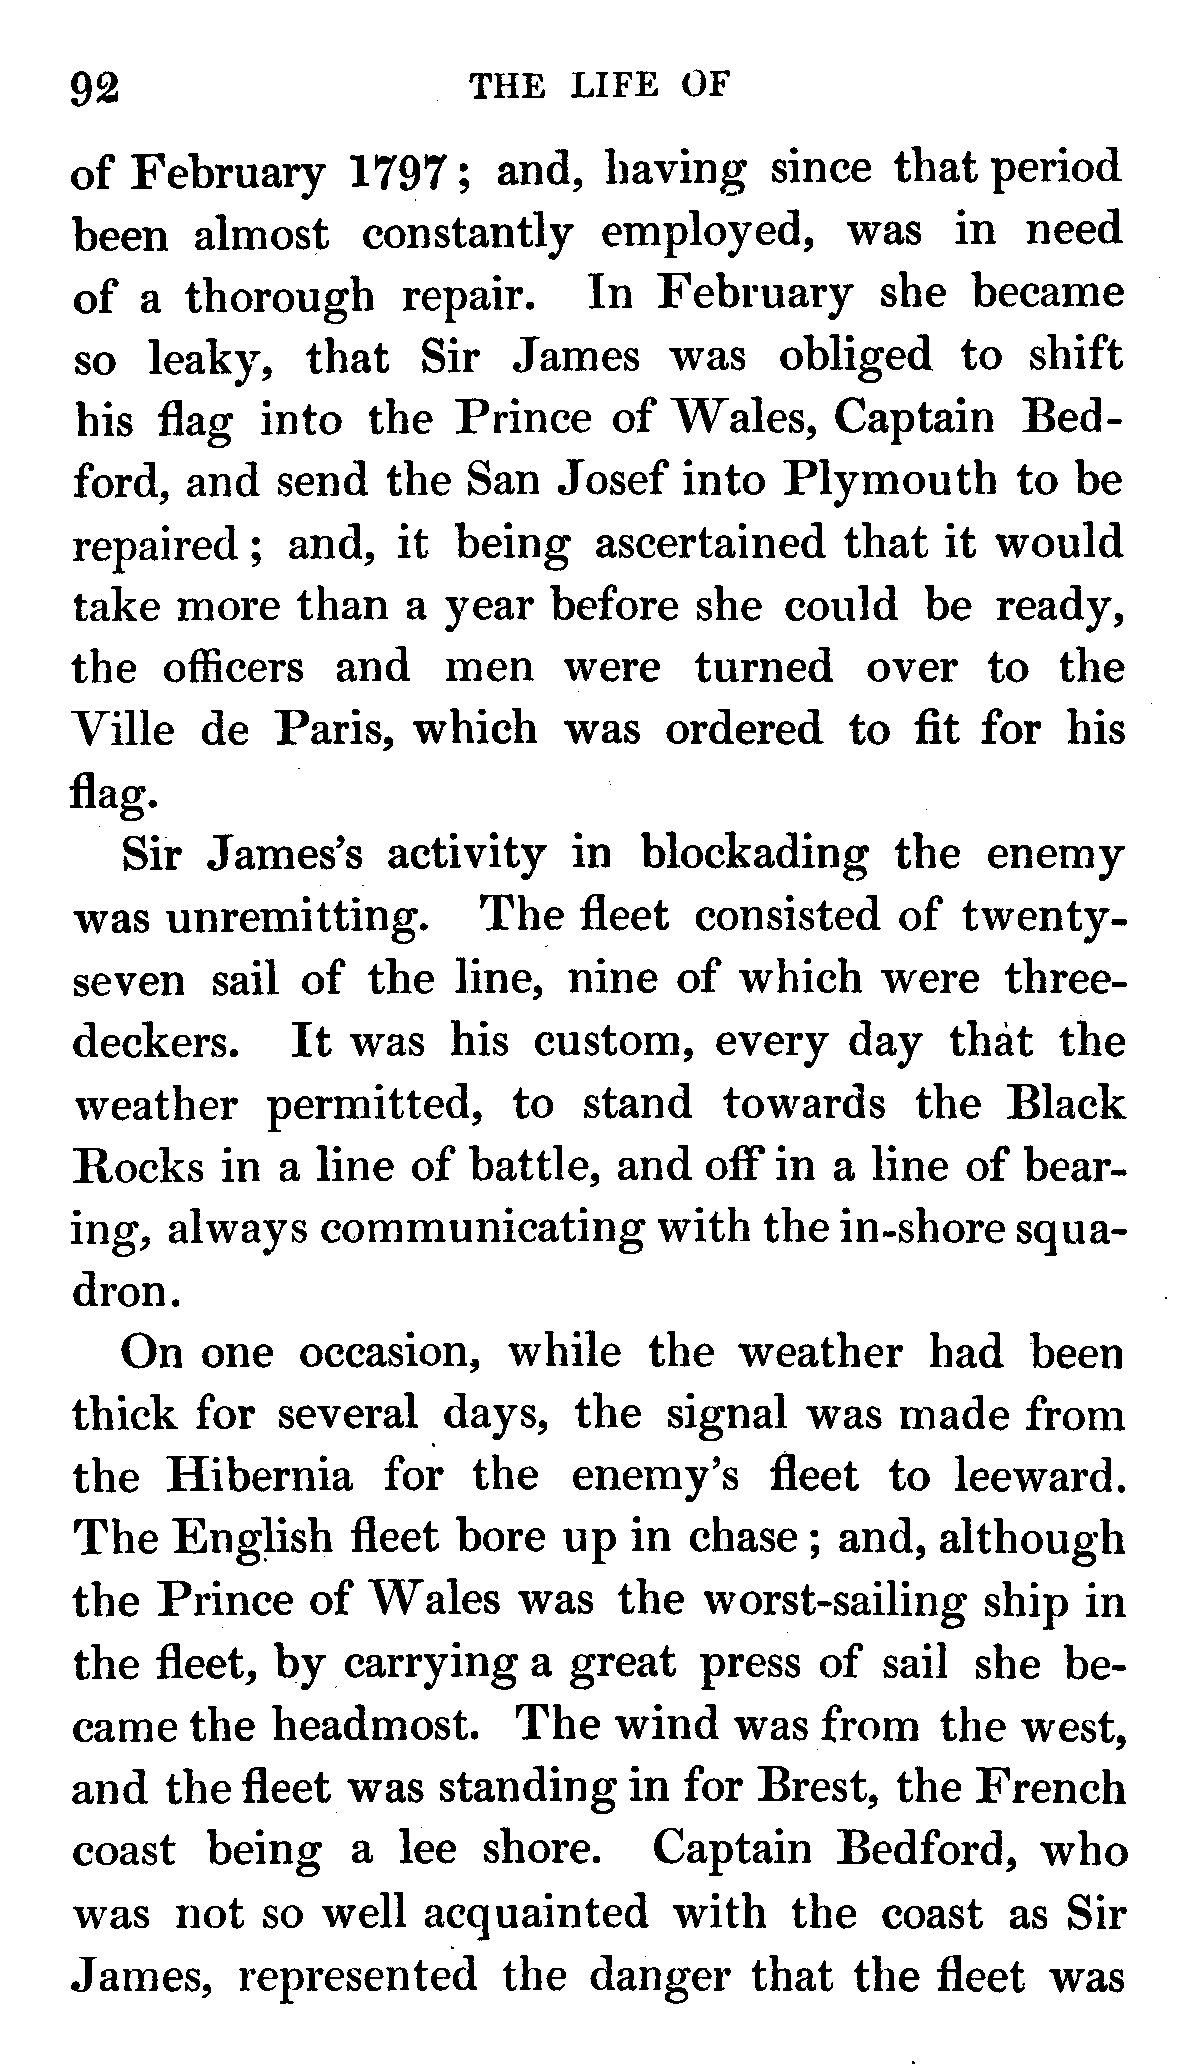 92 THE LIFE OF
of February 1797; and, having since that period
been almost constantly employed, was in need
of a thorough repair. In February she became
so leaky, that Sir James was obliged to shift
his flag into the Prince of Wales, Captain Bed-
ford, and send the San Josef into Plymouth to be
repaired; and, it being ascertained that it would
take more than a year before she could be ready,
the officers and men were turned over to the
Ville de Paris, which was ordered to fit for his
flag.
Sir James's activity in blockading the enemy
was unremitting. The fleet consisted of twenty-
seven sail of the line, nine of which were three-
deckers. It was his custom, every day that the
weather permitted, to stand towards the Black
Rocks in a line of battle, and off in a line of bear-
ing, always communicating with the in-shore squa-
dron.
On one occasion, while the weather had been
thick for several days, the signal was made from
the Hibernia for the enemy's fleet to leeward.
The English fleet bore up in chase; and, although
the Prince of Wales was the worst-sailing ship in
the fleet, by carrying a great press of sail she be-
came the headmost. The wind was from the west,
and the fleet was standing in for Brest, the French
coast being a lee shore. Captain Bedford, who
was not so well acquainted with the coast as Sir
James, represented the danger that the fleet was